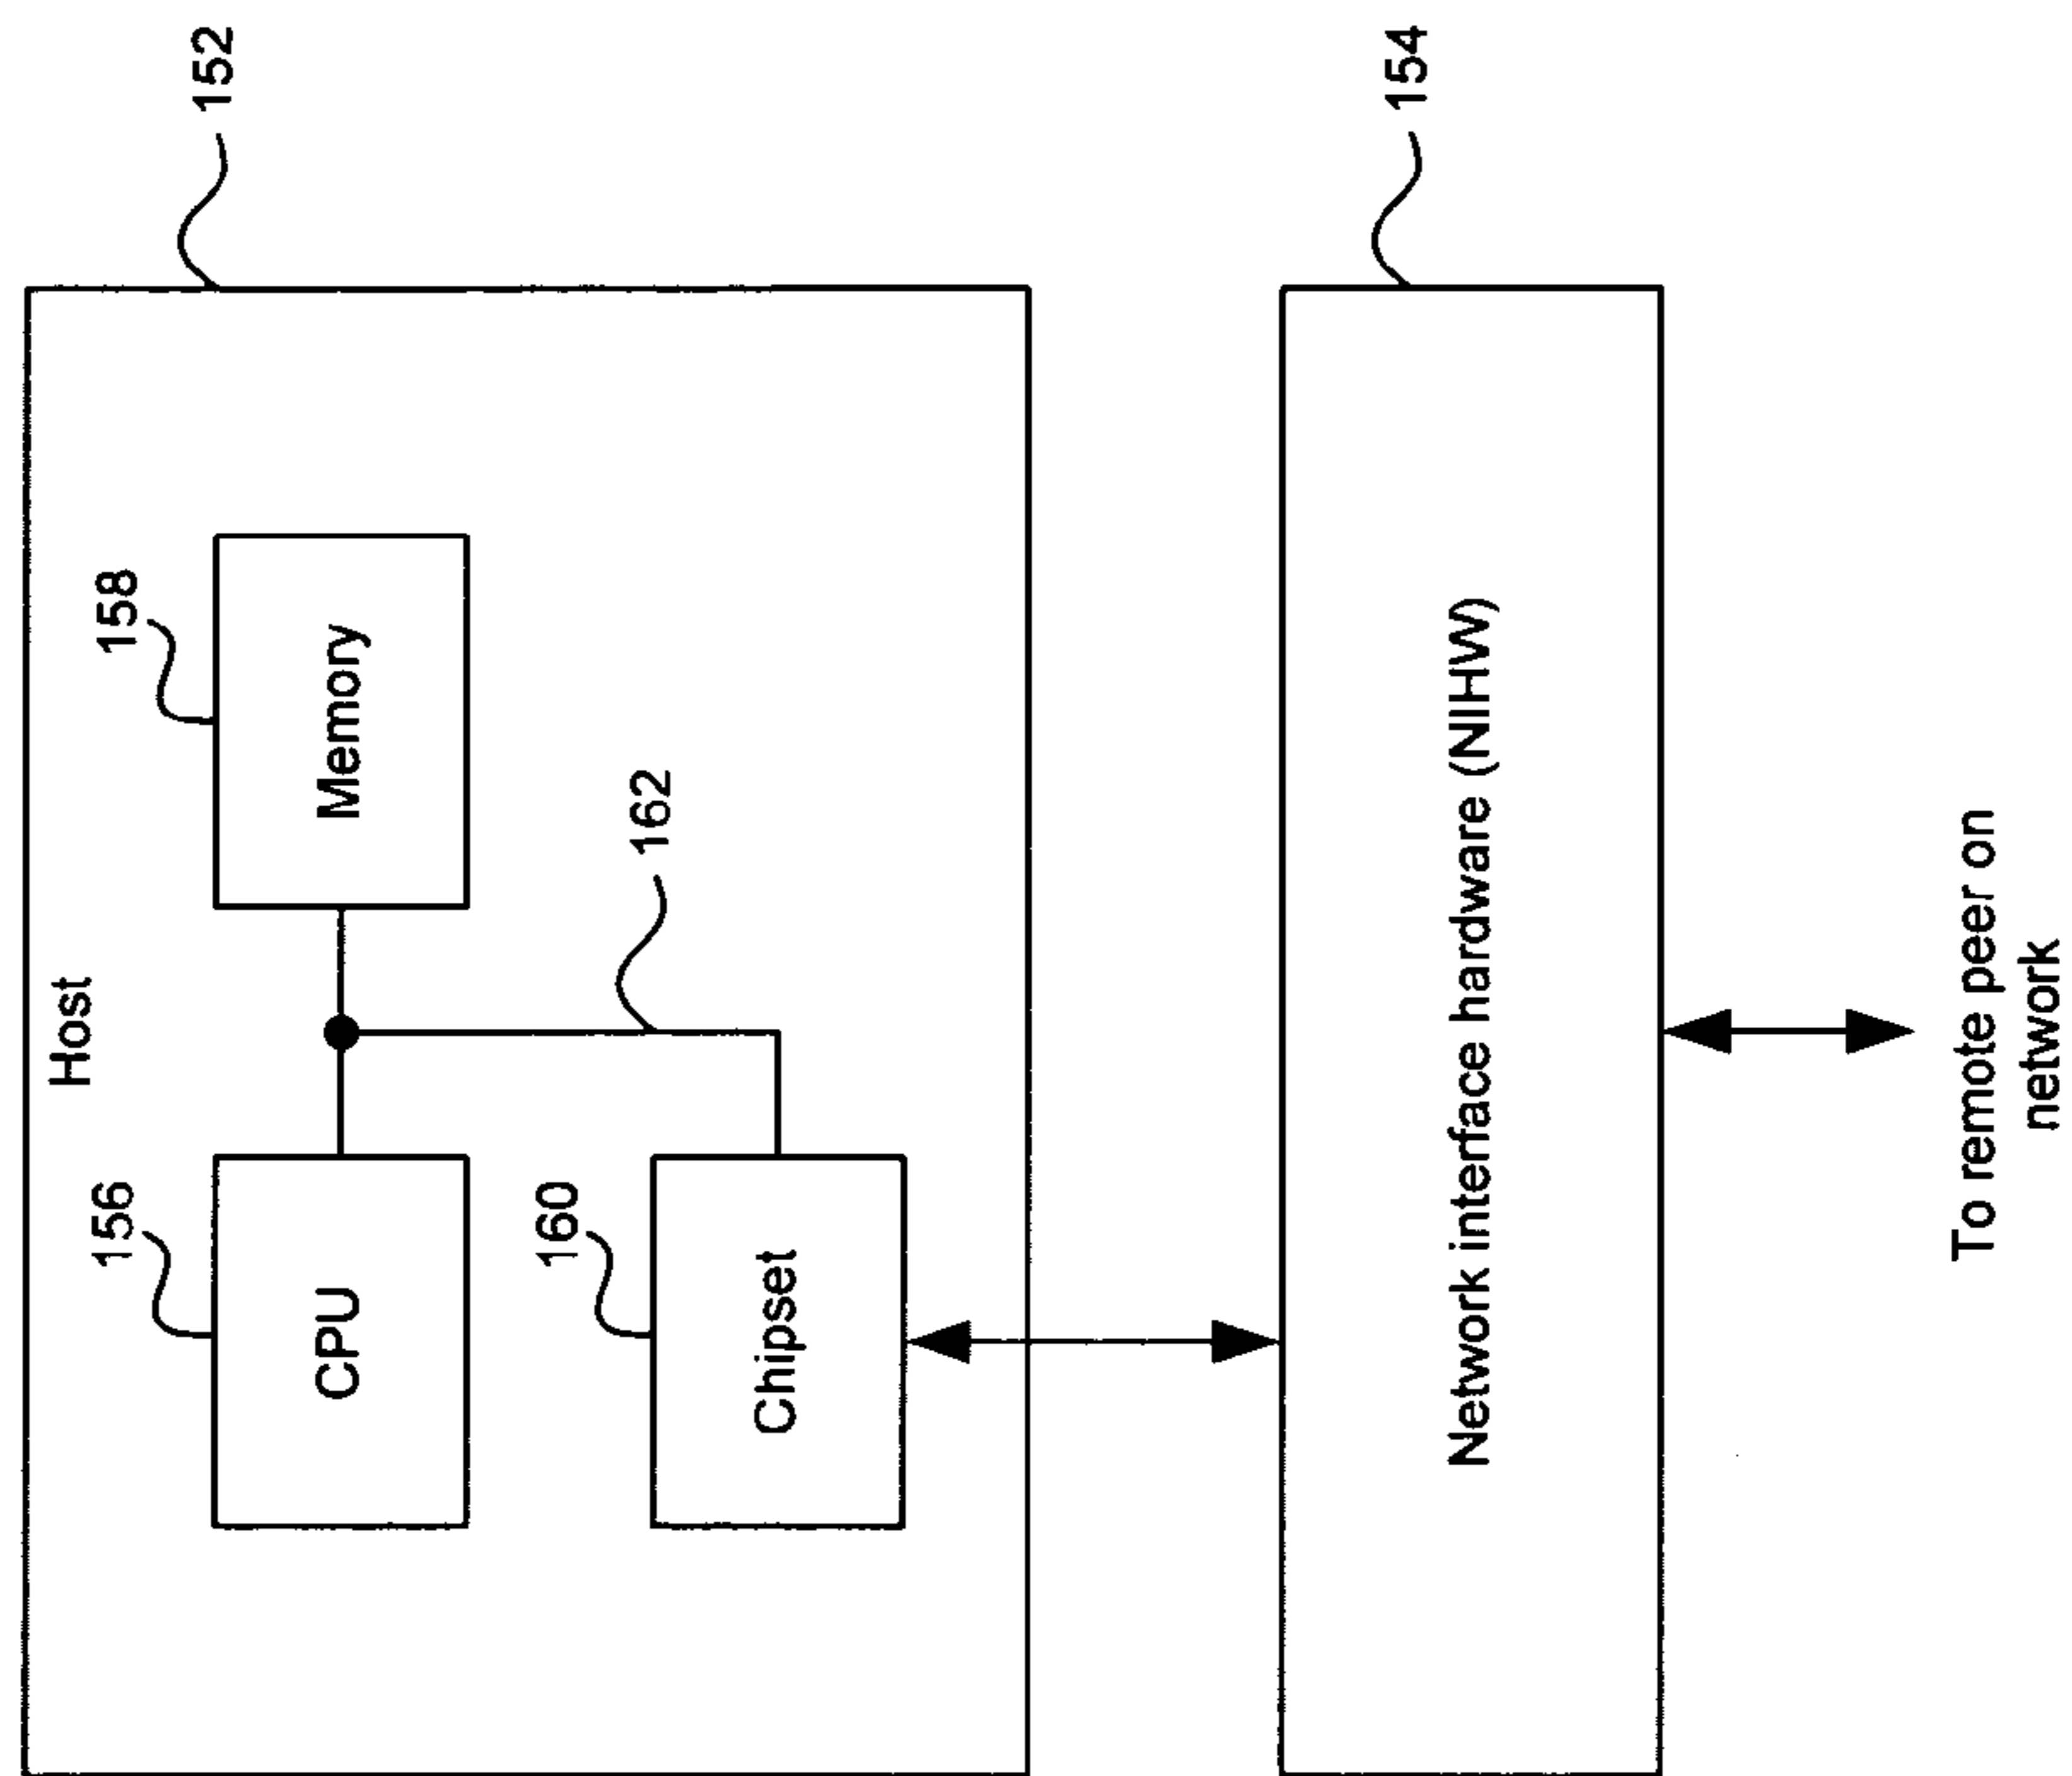 152
Host
156
CPU
158
Memory
160
Chipset
162
154
Network interface hardware (NIHW)
To remote peer on
network